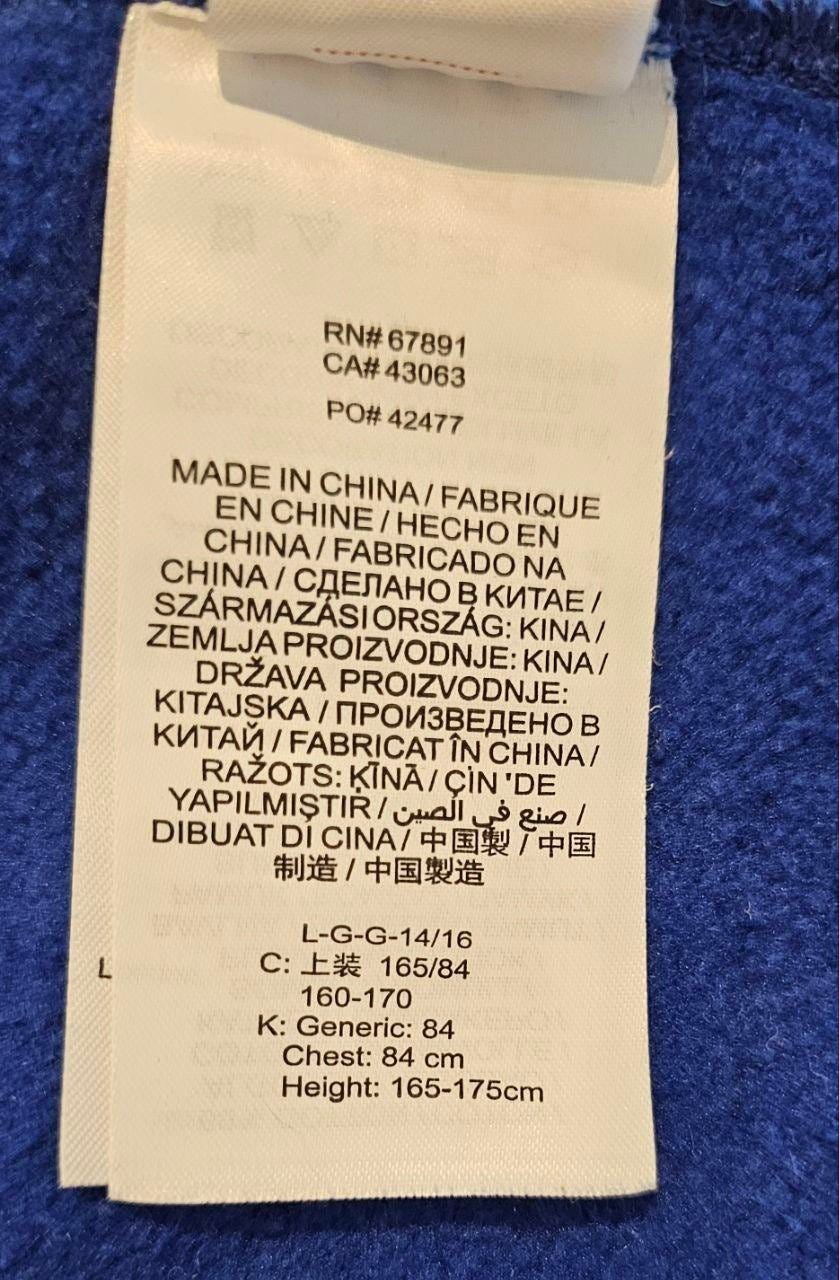 RN# 67891
CA# 43063
PO# 42477
MADE IN CHINA / FABRIQUE
EN CHINE / HECHO EN
CHINA / FABRICADO NA
CHINA / СДЕЛАНО В КИТАЕ /
SZÁRMAZÁSI ORSZÁG: KINA /
ZEMLJA PROIZVODNJE: KINA /
DRŽAVA PROIZVODNJE:
KITAJSKA / ПРОИЗВЕДЕНО В
КИТАЙ / FABRICAT ÎN CHINA /
RAŽOTS: ĶĪNĀ / ÇİN 'DE
YAPILMIŞTIR / صنع في الصين /
DIBUAT DI CINA / 中国製 / 中国
制造 / 中国製造
L-G-G-14/16
C: 上装 165/84
160-170
K: Generic: 84
Chest: 84 cm
Height: 165-175cm
L